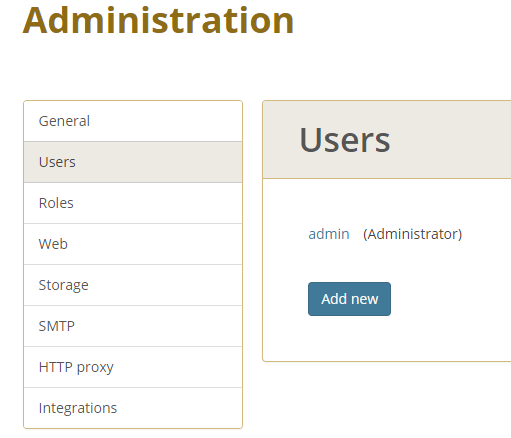 Administration
General
Users
Roles
Web
Storage
SMTP
HTTP proxy
Integrations
Users
admin (Administrator)
Add new